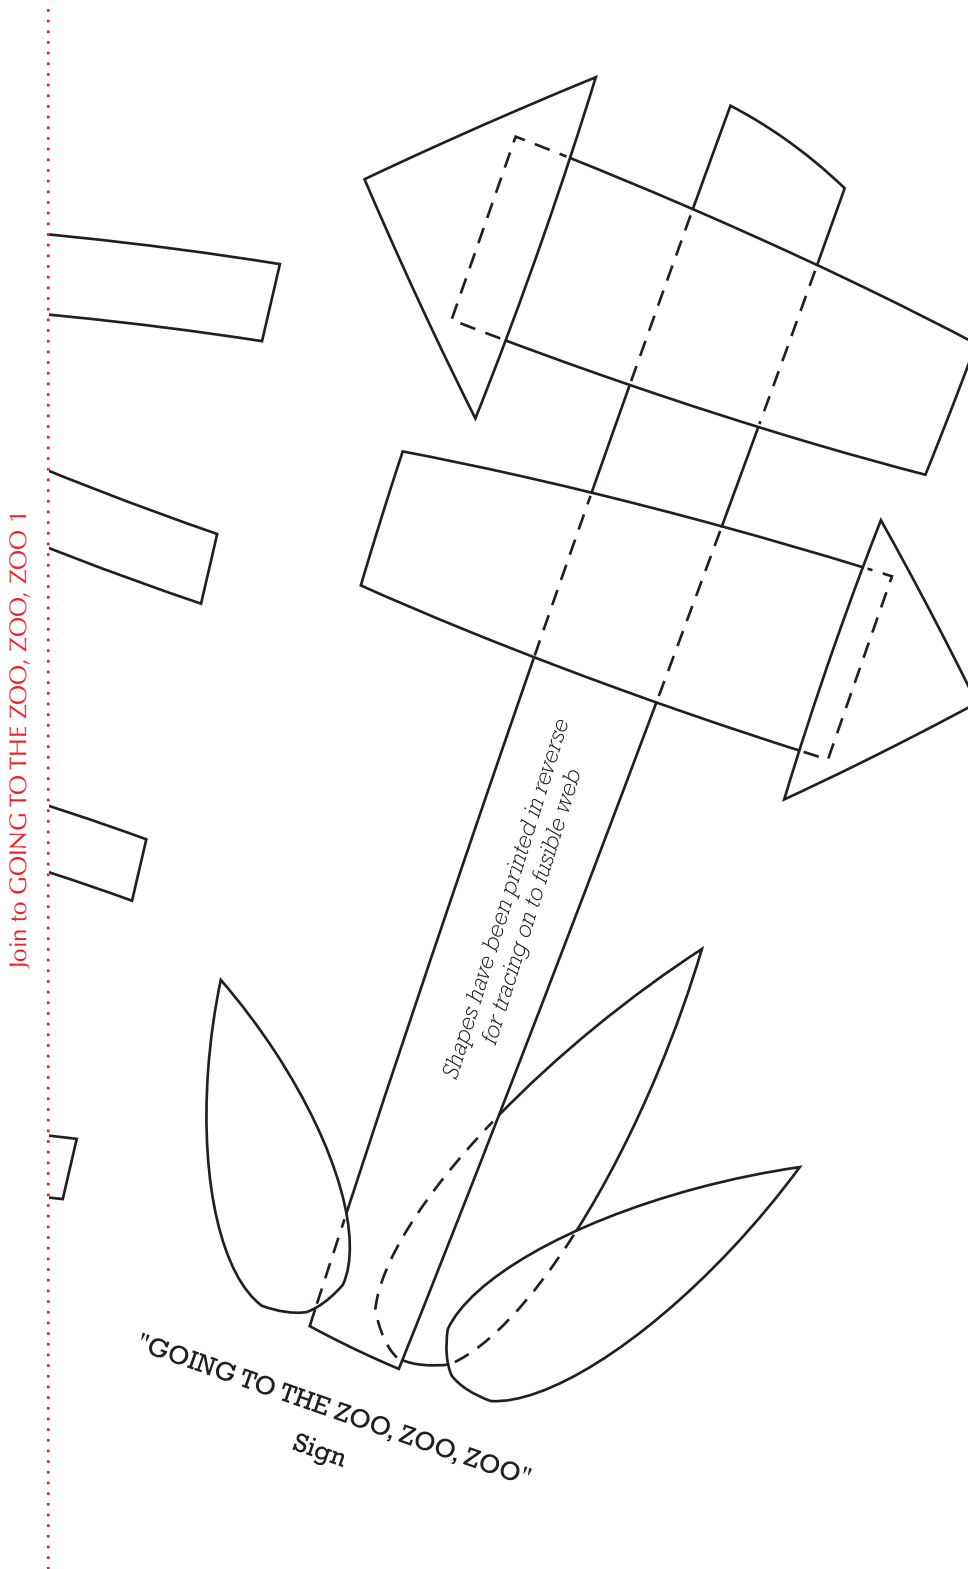 Join to GOING TO THE ZOO, ZOO, ZOO 1
Shapes have been printed in reverse
for tracing on to fusible web
"GOING TO THE ZOO, ZOO, ZOO"
Sign